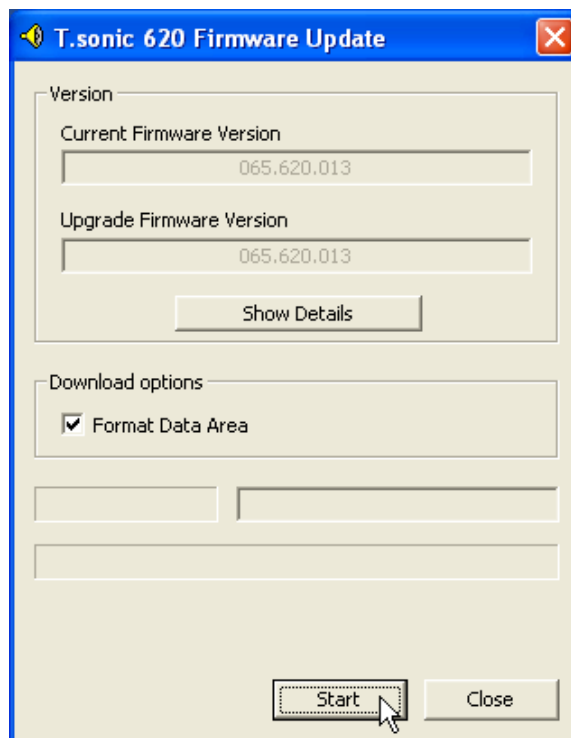 T.sonic 620 Firmware Update
Version
Current Firmware Version
065.620.013
Upgrade Firmware Version
065.620.013
Show Details
Download options
Format Data Area
Start Close